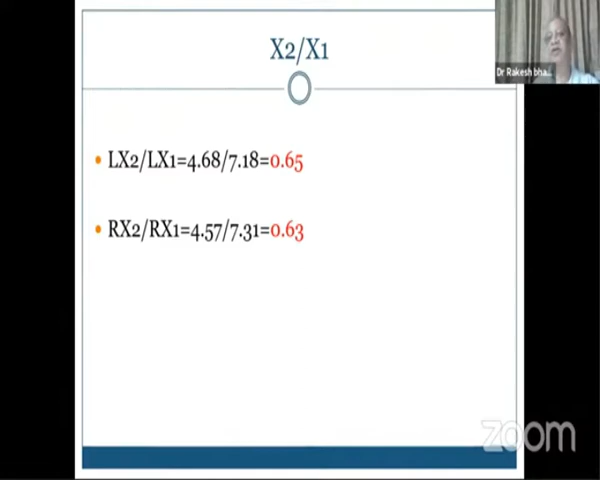 X2/X1
Dr Rakesh bha...
LX2/LX1=4.68/7.18=0.65
RX2/RX1=4.57/7.31=0.63
zoom